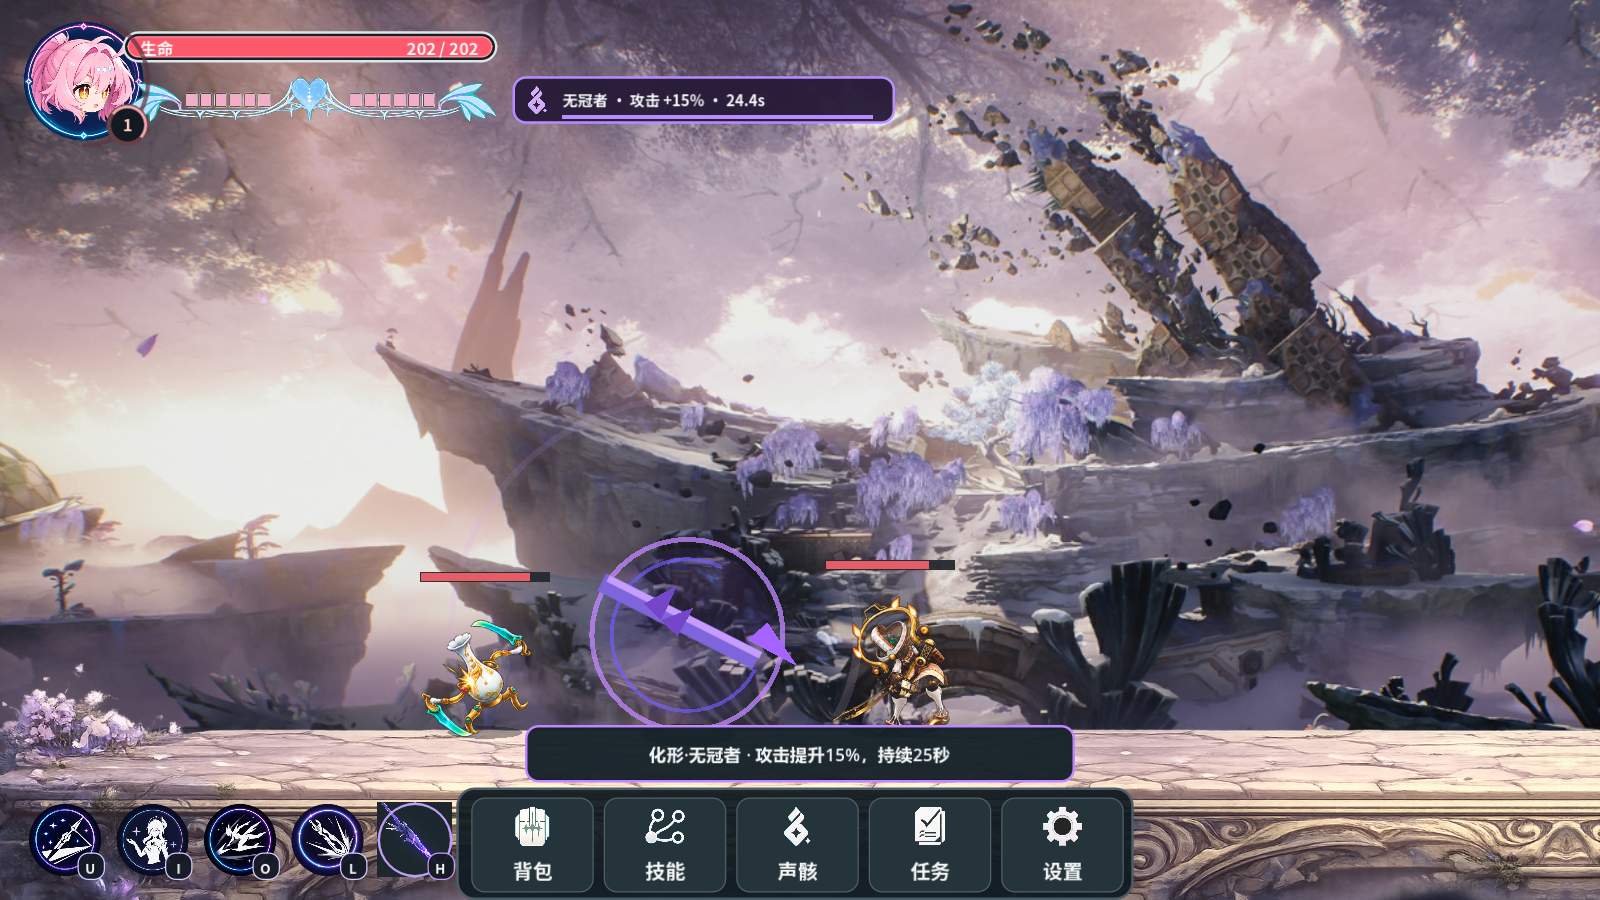 生命 202 / 202
1
无冠者 · 攻击 +15% · 24.4s
化形·无冠者 · 攻击提升15%，持续25秒
U
I
O
L
H
背包
技能
声骸
任务
设置